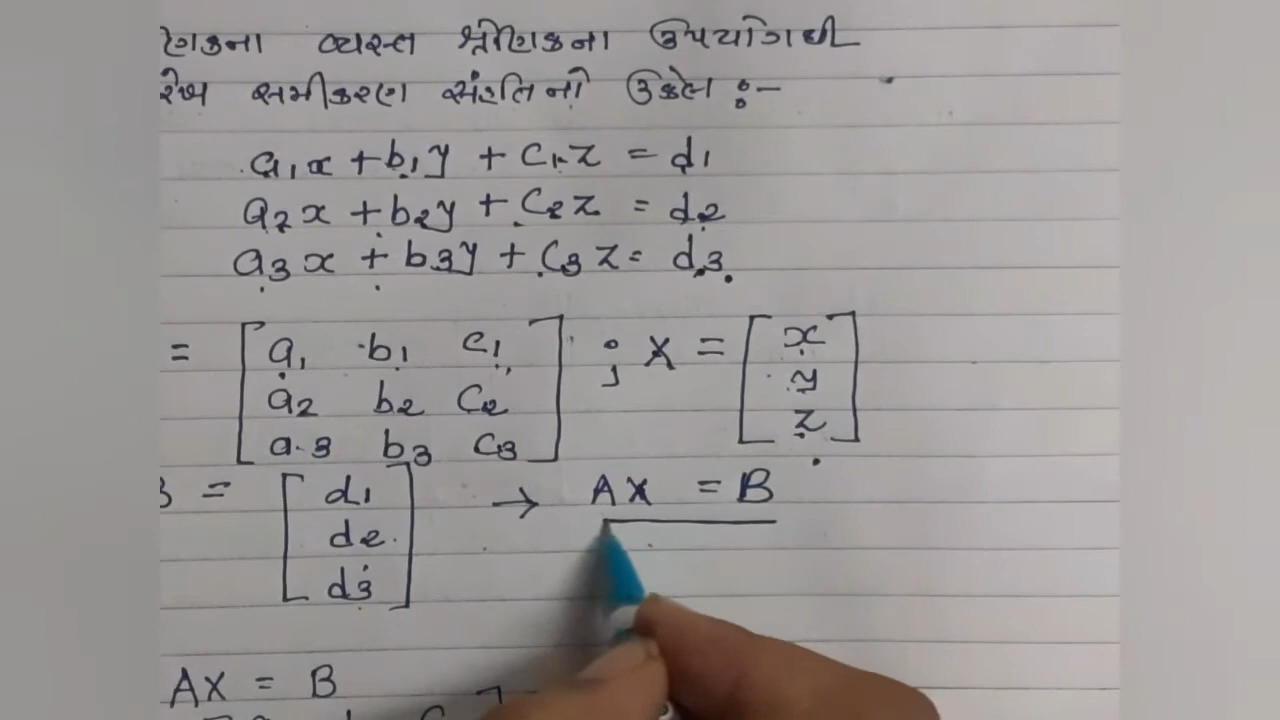 ણિકના વ્યસ્ત શ્રેણિકના ઉપયોગથી
રેખ સમીકરણ સંહતિનો ઉકેલ :-
a₁x + b₁y + c₁z = d₁
a₂x + b₂y + c₂z = d₂
a₃x + b₃y + c₃z = d₃
= [ a₁ b₁ c₁ ; X = [ x
a₂ b₂ c₂ y
a₃ b₃ c₃ ] z ]
B = [ d₁ → AX = B
d₂
d₃ ]
AX = B